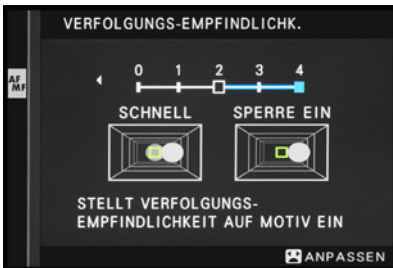 VERFOLGUNGS-EMPFINDLICHK.
AF
MF
0 1 2 3 4
SCHNELL SPERRE EIN
STELLT VERFOLGUNGS-
EMPFINDLICHKEIT AUF MOTIV EIN
ANPASSEN